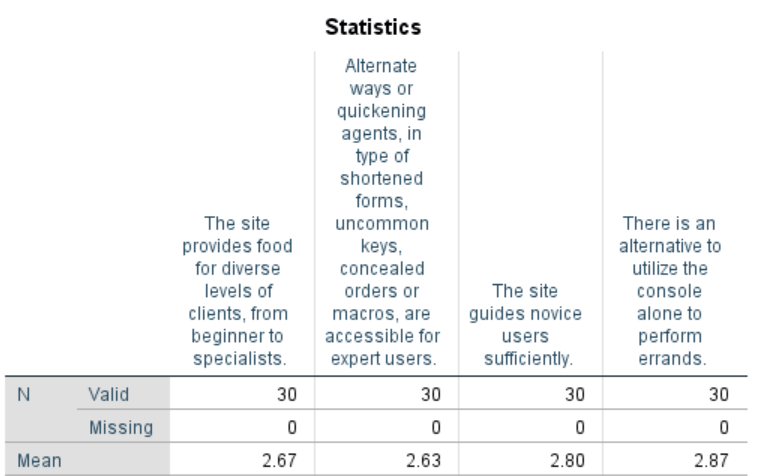 Statistics
The site
provides food
for diverse
levels of
clients, from
beginner to
specialists.
Alternate
ways or
quickening
agents, in
type of
shortened
forms,
uncommon
keys,
concealed
orders or
macros, are
accessible for
expert users.
The site
guides novice
users
sufficiently.
There is an
alternative to
utilize the
console
alone to
perform
errands.
N Valid 30 30 30 30
Missing 0 0 0 0
Mean 2.67 2.63 2.80 2.87